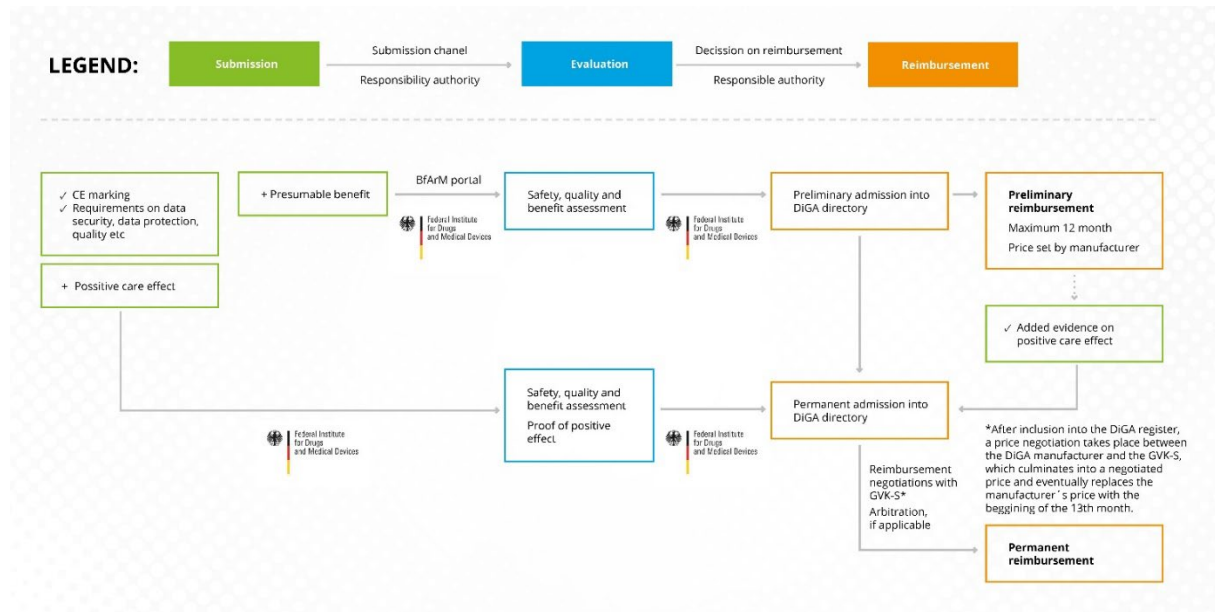 LEGEND:
Submission
Submission chanel
Responsibility authority
Evaluation
Decission on reimbursement
Responsible authority
Reimbursement
✓ CE marking
✓ Requirements on data
security, data protection,
quality etc
+ Possitive care effect
+ Presumable benefit
BfArM portal
Federal Institute
for Drugs
and Medical Devices
Safety, quality and
benefit assessment
Federal Institute
for Drugs
and Medical Devices
Preliminary admission into
DiGA directory
Preliminary
reimbursement
Maximum 12 month
Price set by manufacturer
✓ Added evidence on
positive care effect
Federal Institute
for Drugs
and Medical Devices
Safety, quality and
benefit assessment
Proof of positive
effect
Federal Institute
for Drugs
and Medical Devices
Permanent admission into
DiGA directory
*After inclusion into the DiGA register,
a price negotiation takes place between
the DiGA manufacturer and the GVK-S,
which culminates into a negotiated
price and eventually replaces the
manufacturer´s price with the
beggining of the 13th month.
Reimbursement
negotiations with
GVK-S*
Arbitration,
if applicable
Permanent
reimbursement